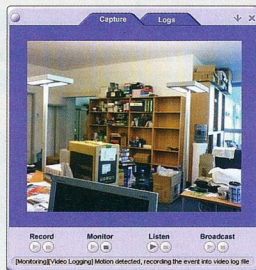 Capture Logs
Record Monitor Listen Broadcast
[Monitoring][Video Logging] Motion detected, recording the event into video log file